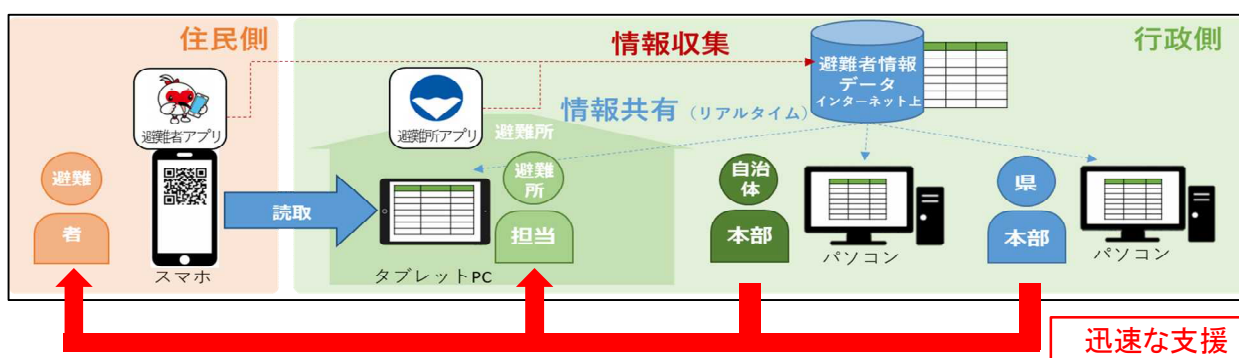 住民側
行政側
情報収集
避難者情報
データ
インターネット上
情報共有(リアルタイム)
避難者アプリ
避難所アプリ
避難所
避難
者
スマホ
読取
タブレットPC
避難
所
担当
自治
体
本部
パソコン
県
本部
パソコン
迅速な支援